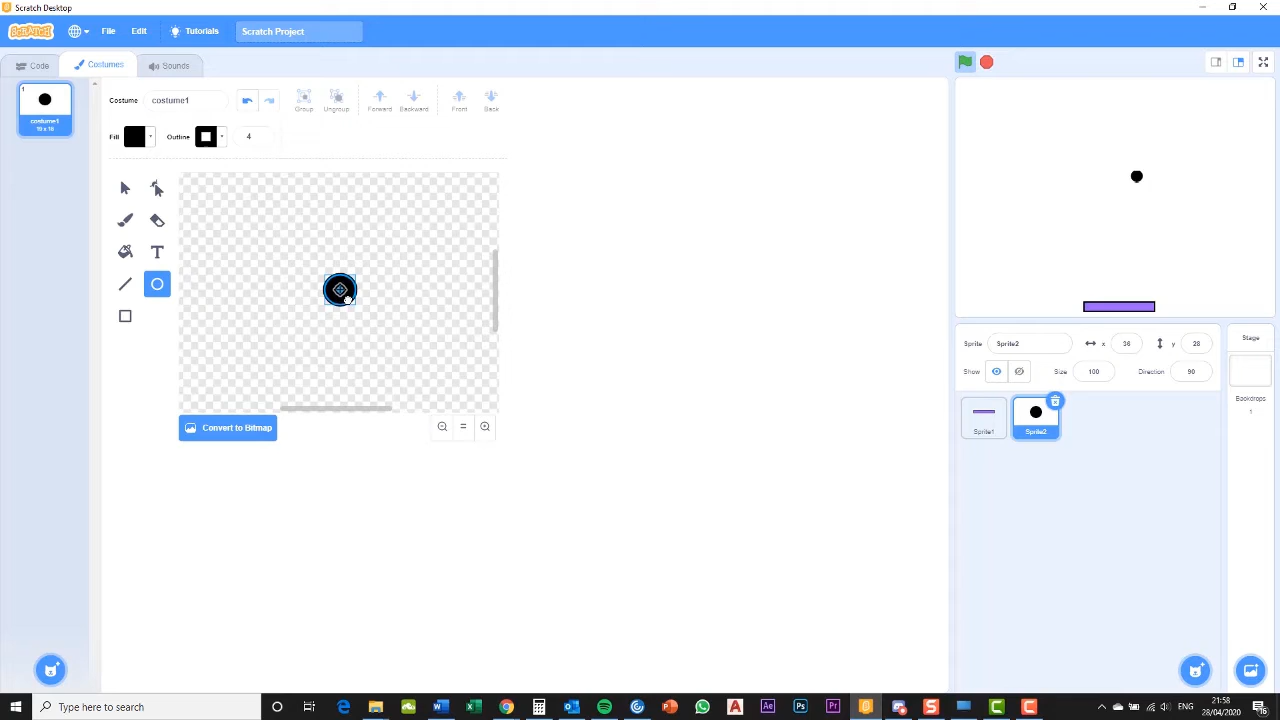 Scratch Desktop
SCRATCH File Edit Tutorials Scratch Project
Code Costumes Sounds
1
costume1
Costume costume1 Group Ungroup Forward Backward Front Back
Fill Outline 4
T
Convert to Bitmap
Sprite Sprite2 x 36 y 28
Show Size 100 Direction 90
Sprite1 Sprite2
Stage
Backdrops
1
Type here to search
21:58
28/04/2020